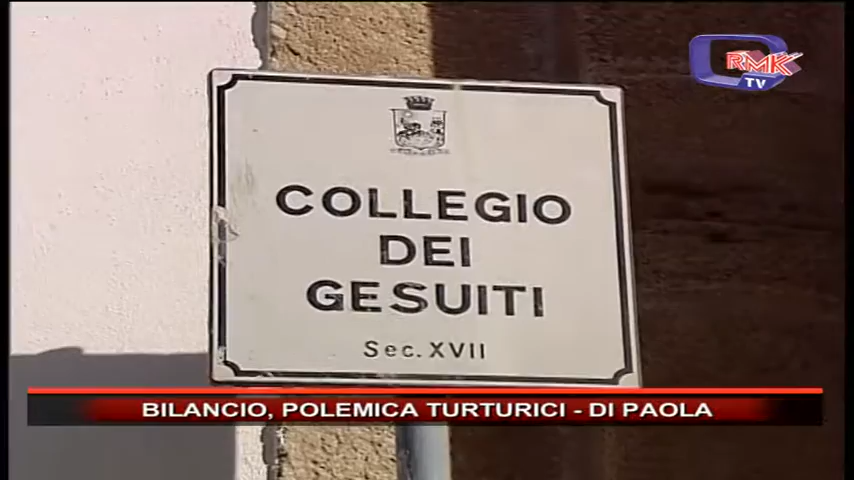 RMK
TV
COLLEGIO
DEI
GESUITI
Sec. XVII
BILANCIO, POLEMICA TURTURICI - DI PAOLA